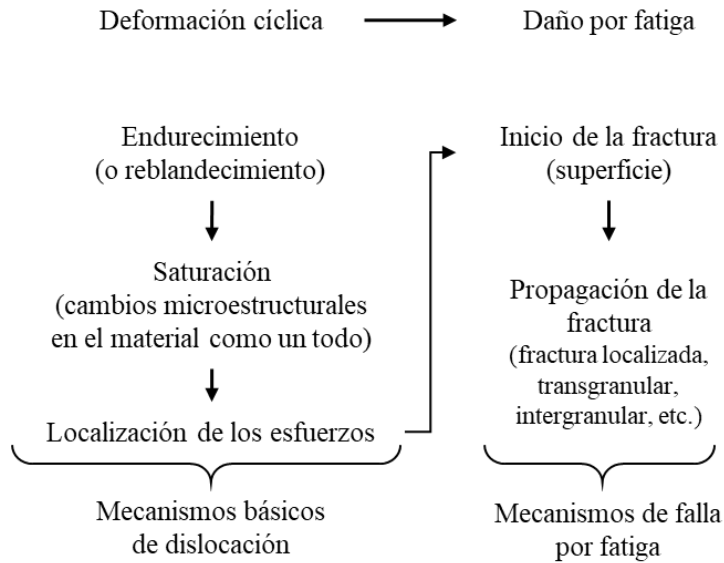 Deformación cíclica
Daño por fatiga
Endurecimiento
(o reblandecimiento)
Saturación
(cambios microestructurales
en el material como un todo)
Localización de los esfuerzos
Mecanismos básicos
de dislocación
Inicio de la fractura
(superficie)
Propagación de la
fractura
(fractura localizada,
transgranular,
intergranular, etc.)
Mecanismos de falla
por fatiga